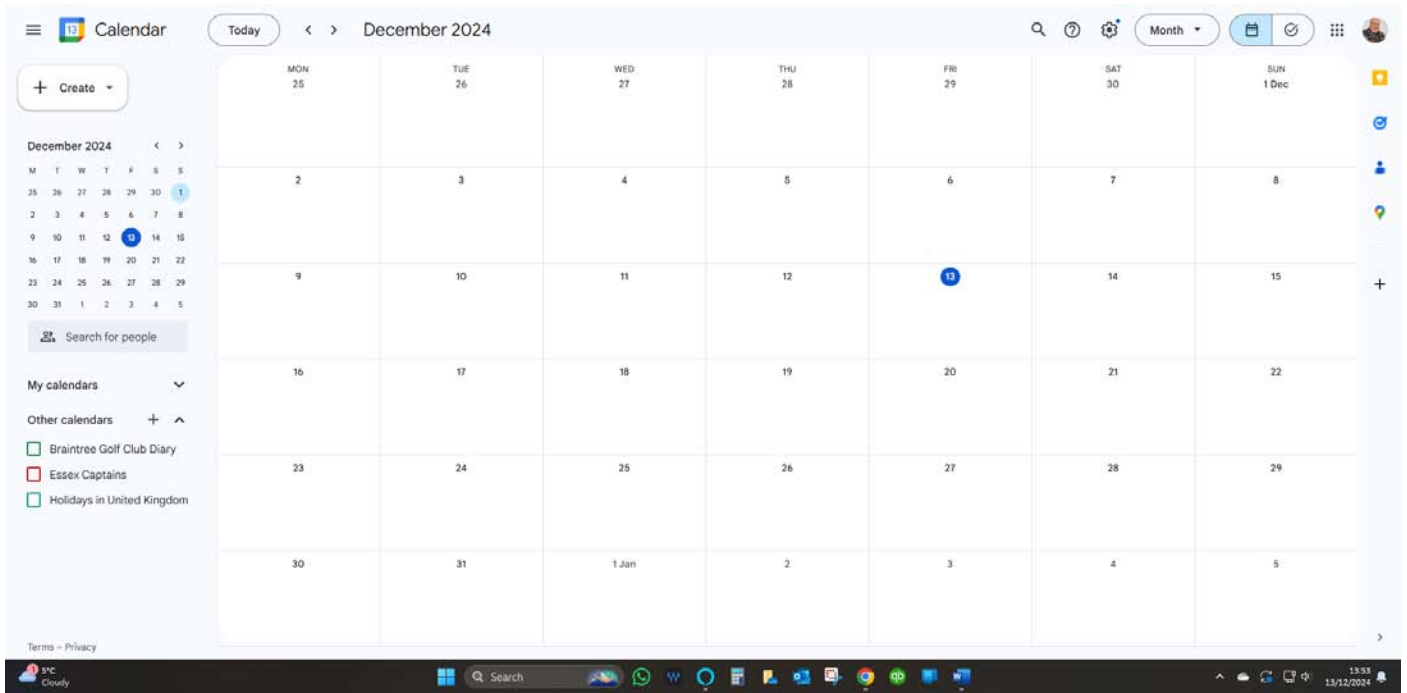 13 Calendar Today December 2024 Month
Create
MON TUE WED THU FRI SAT SUN
25 26 27 28 29 30 1 Dec
2 3 4 5 6 7 8
9 10 11 12 13 14 15
16 17 18 19 20 21 22
23 24 25 26 27 28 29
30 31 1 Jan 2 3 4 5
December 2024
M T W T F S S
25 26 27 28 29 30 1
2 3 4 5 6 7 8
9 10 11 12 13 14 15
16 17 18 19 20 21 22
23 24 25 26 27 28 29
30 31 1 2 3 4 5
Search for people
My calendars
Other calendars
Braintree Golf Club Diary
Essex Captains
Holidays in United Kingdom
Terms – Privacy
1 5°C
Cloudy
Search
W
qb
13:53
13/12/2024